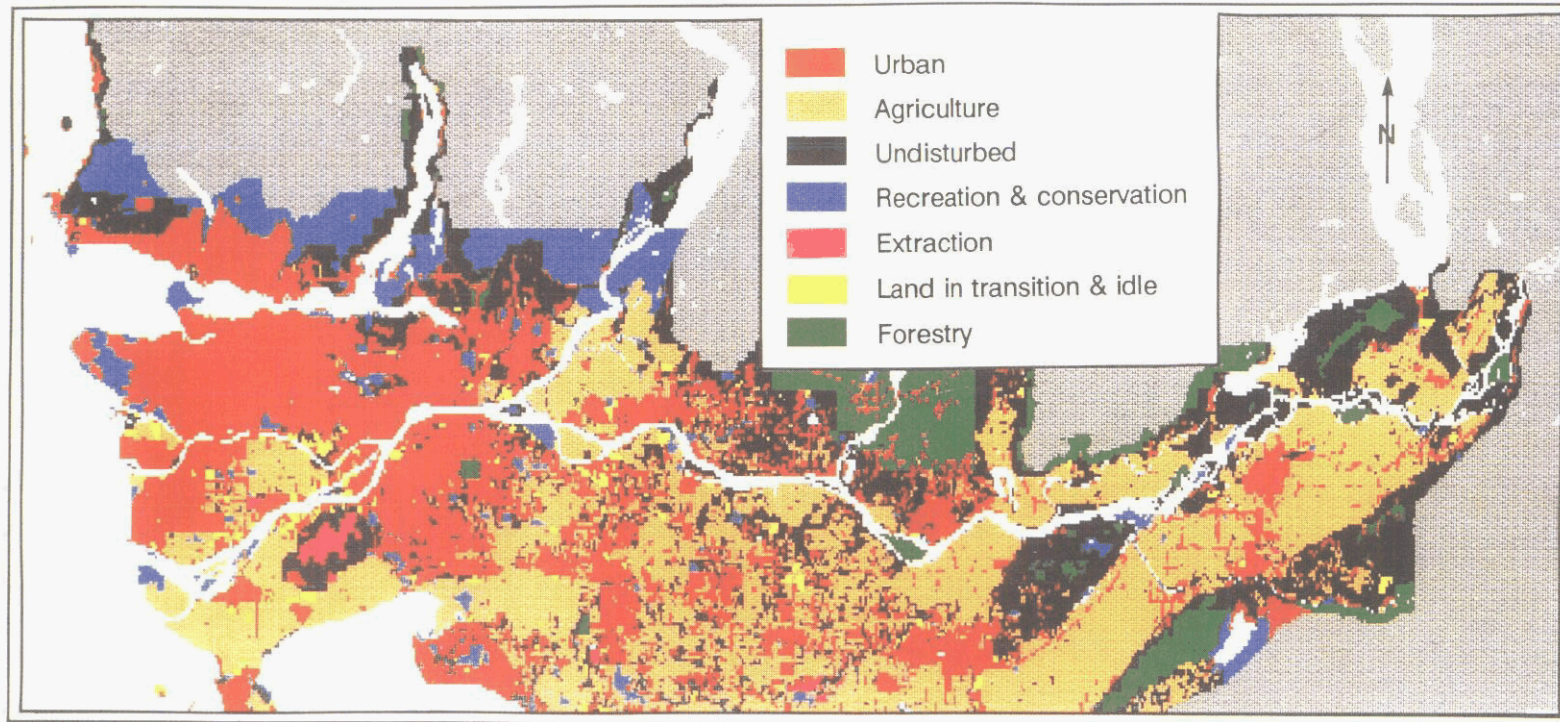 Urban
Agriculture
Undisturbed
Recreation & conservation
Extraction
Land in transition & idle
Forestry
N